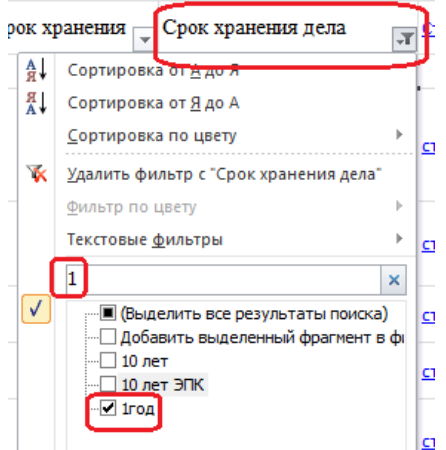 рок хранения Срок хранения дела
Сортировка от А до Я
Сортировка от Я до А
Сортировка по цвету
Удалить фильтр с "Срок хранения дела"
Фильтр по цвету
Текстовые фильтры
1
(Выделить все результаты поиска)
Добавить выделенный фрагмент в ф
10 лет
10 лет ЭПК
1год